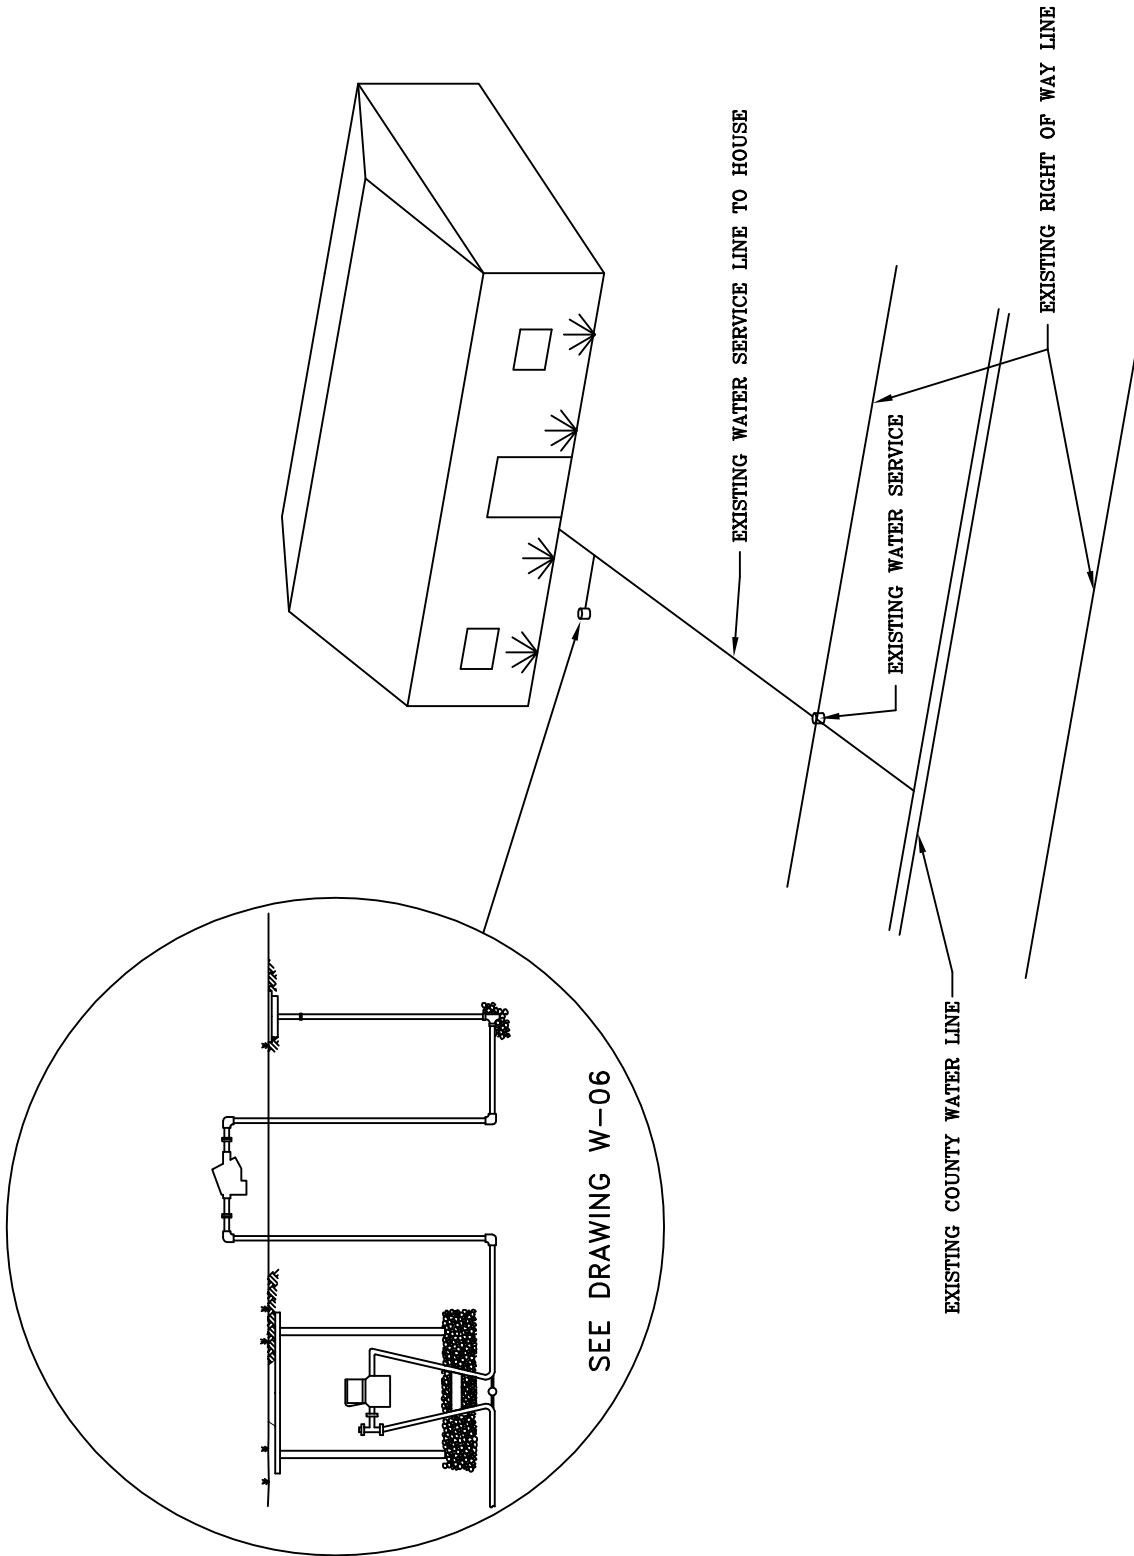 EXISTING WATER SERVICE LINE TO HOUSE
EXISTING WATER SERVICE
EXISTING RIGHT OF WAY LINE
EXISTING COUNTY WATER LINE
SEE DRAWING W-06